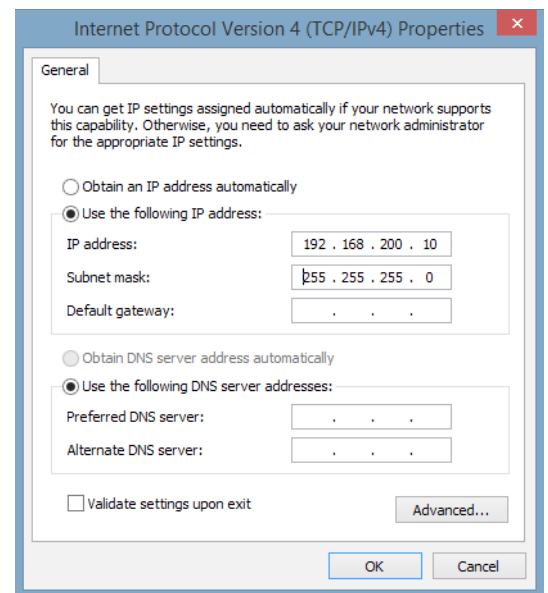 Internet Protocol Version 4 (TCP/IPv4) Properties
General
You can get IP settings assigned automatically if your network supports
this capability. Otherwise, you need to ask your network administrator
for the appropriate IP settings.
Obtain an IP address automatically
Use the following IP address:
IP address: 192 . 168 . 200 . 10
Subnet mask: 255 . 255 . 255 . 0
Default gateway: . . .
Obtain DNS server address automatically
Use the following DNS server addresses:
Preferred DNS server: . . .
Alternate DNS server: . . .
Validate settings upon exit
Advanced...
OK Cancel